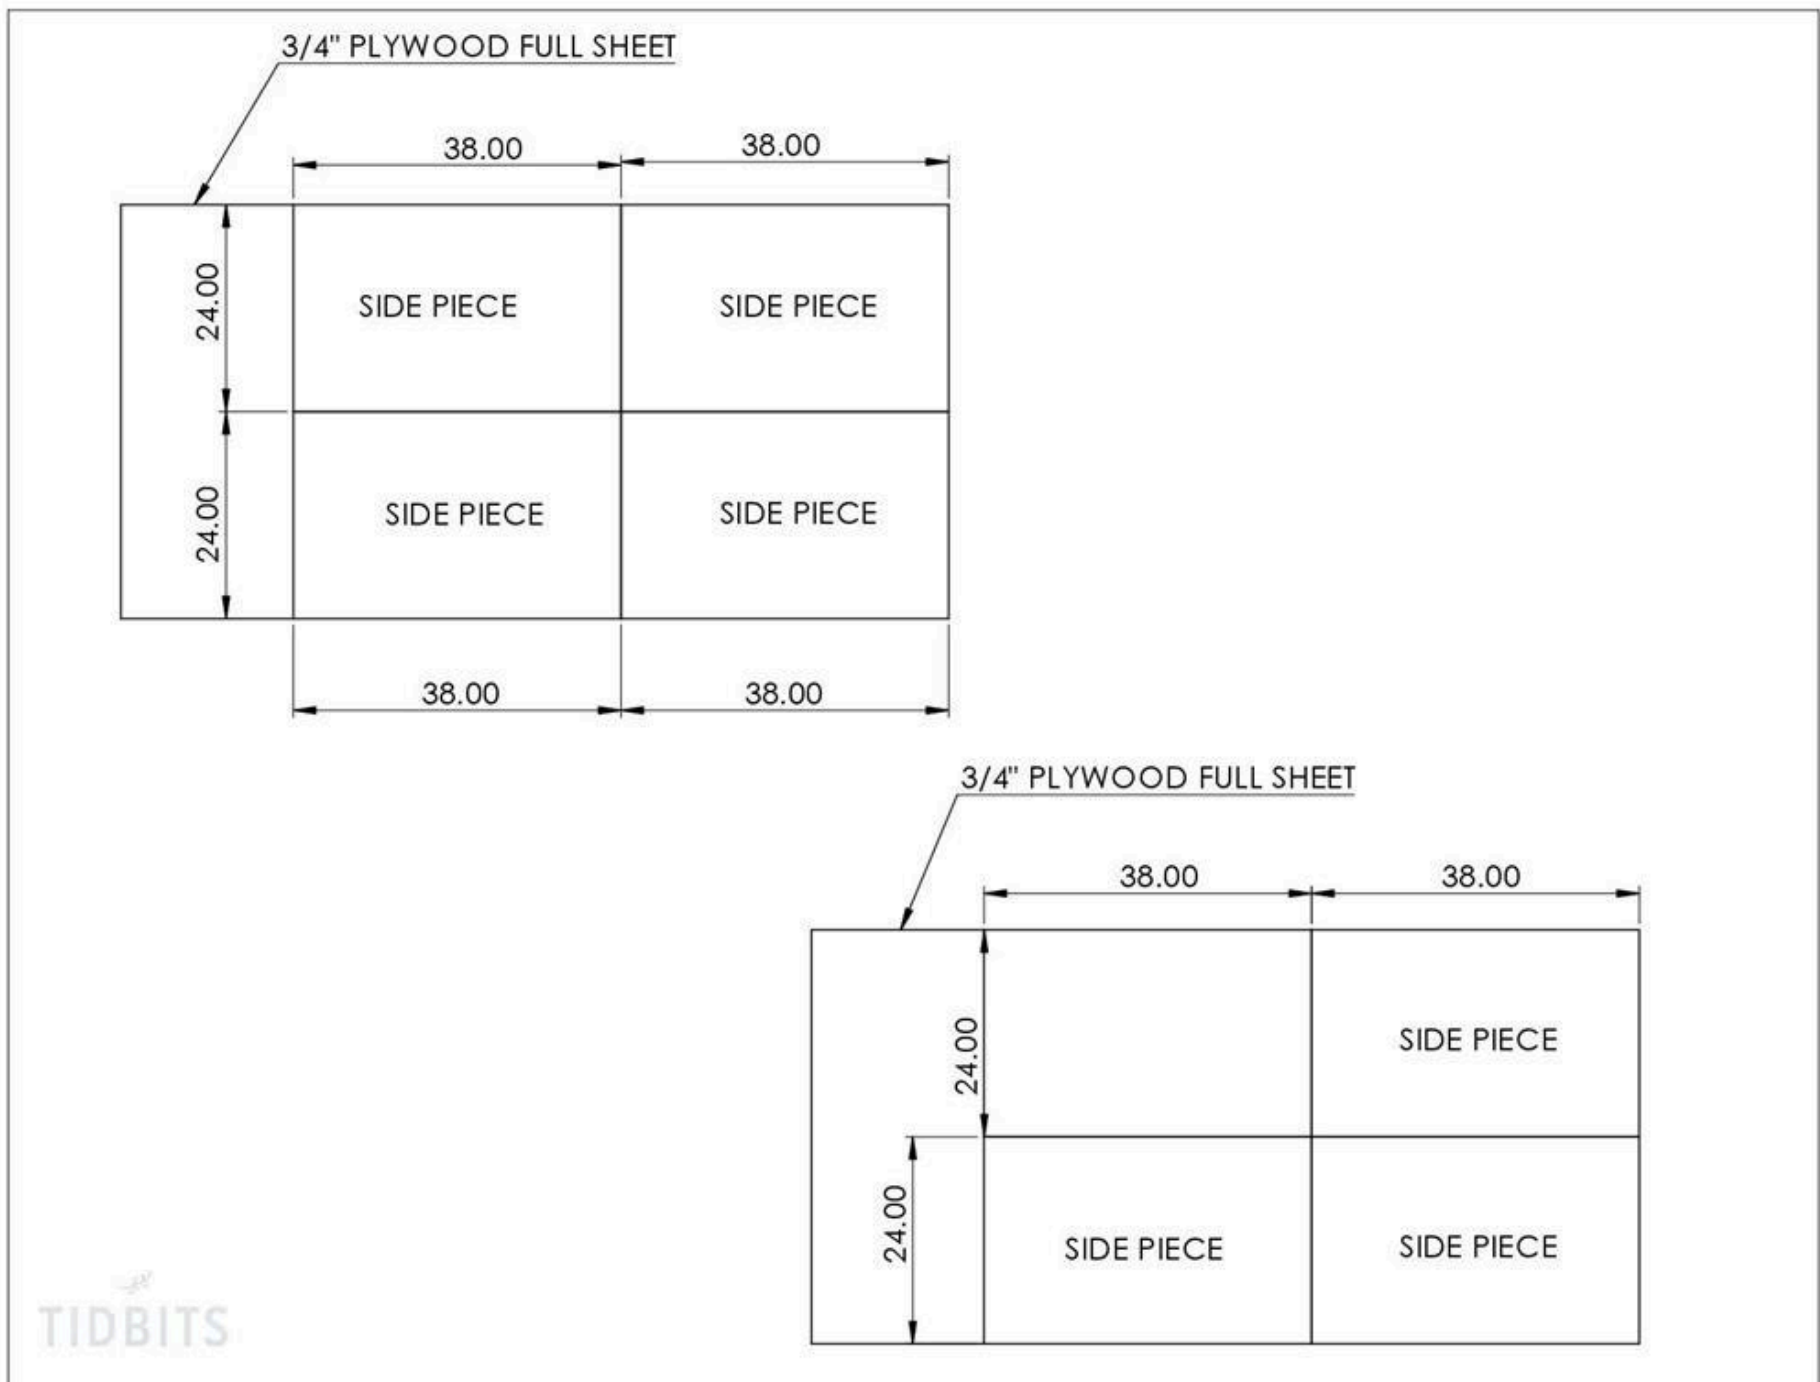 3/4" PLYWOOD FULL SHEET
38.00 38.00
24.00
SIDE PIECE SIDE PIECE
24.00
SIDE PIECE SIDE PIECE
38.00 38.00
3/4" PLYWOOD FULL SHEET
38.00 38.00
24.00
SIDE PIECE
24.00
SIDE PIECE SIDE PIECE
TIDBITS